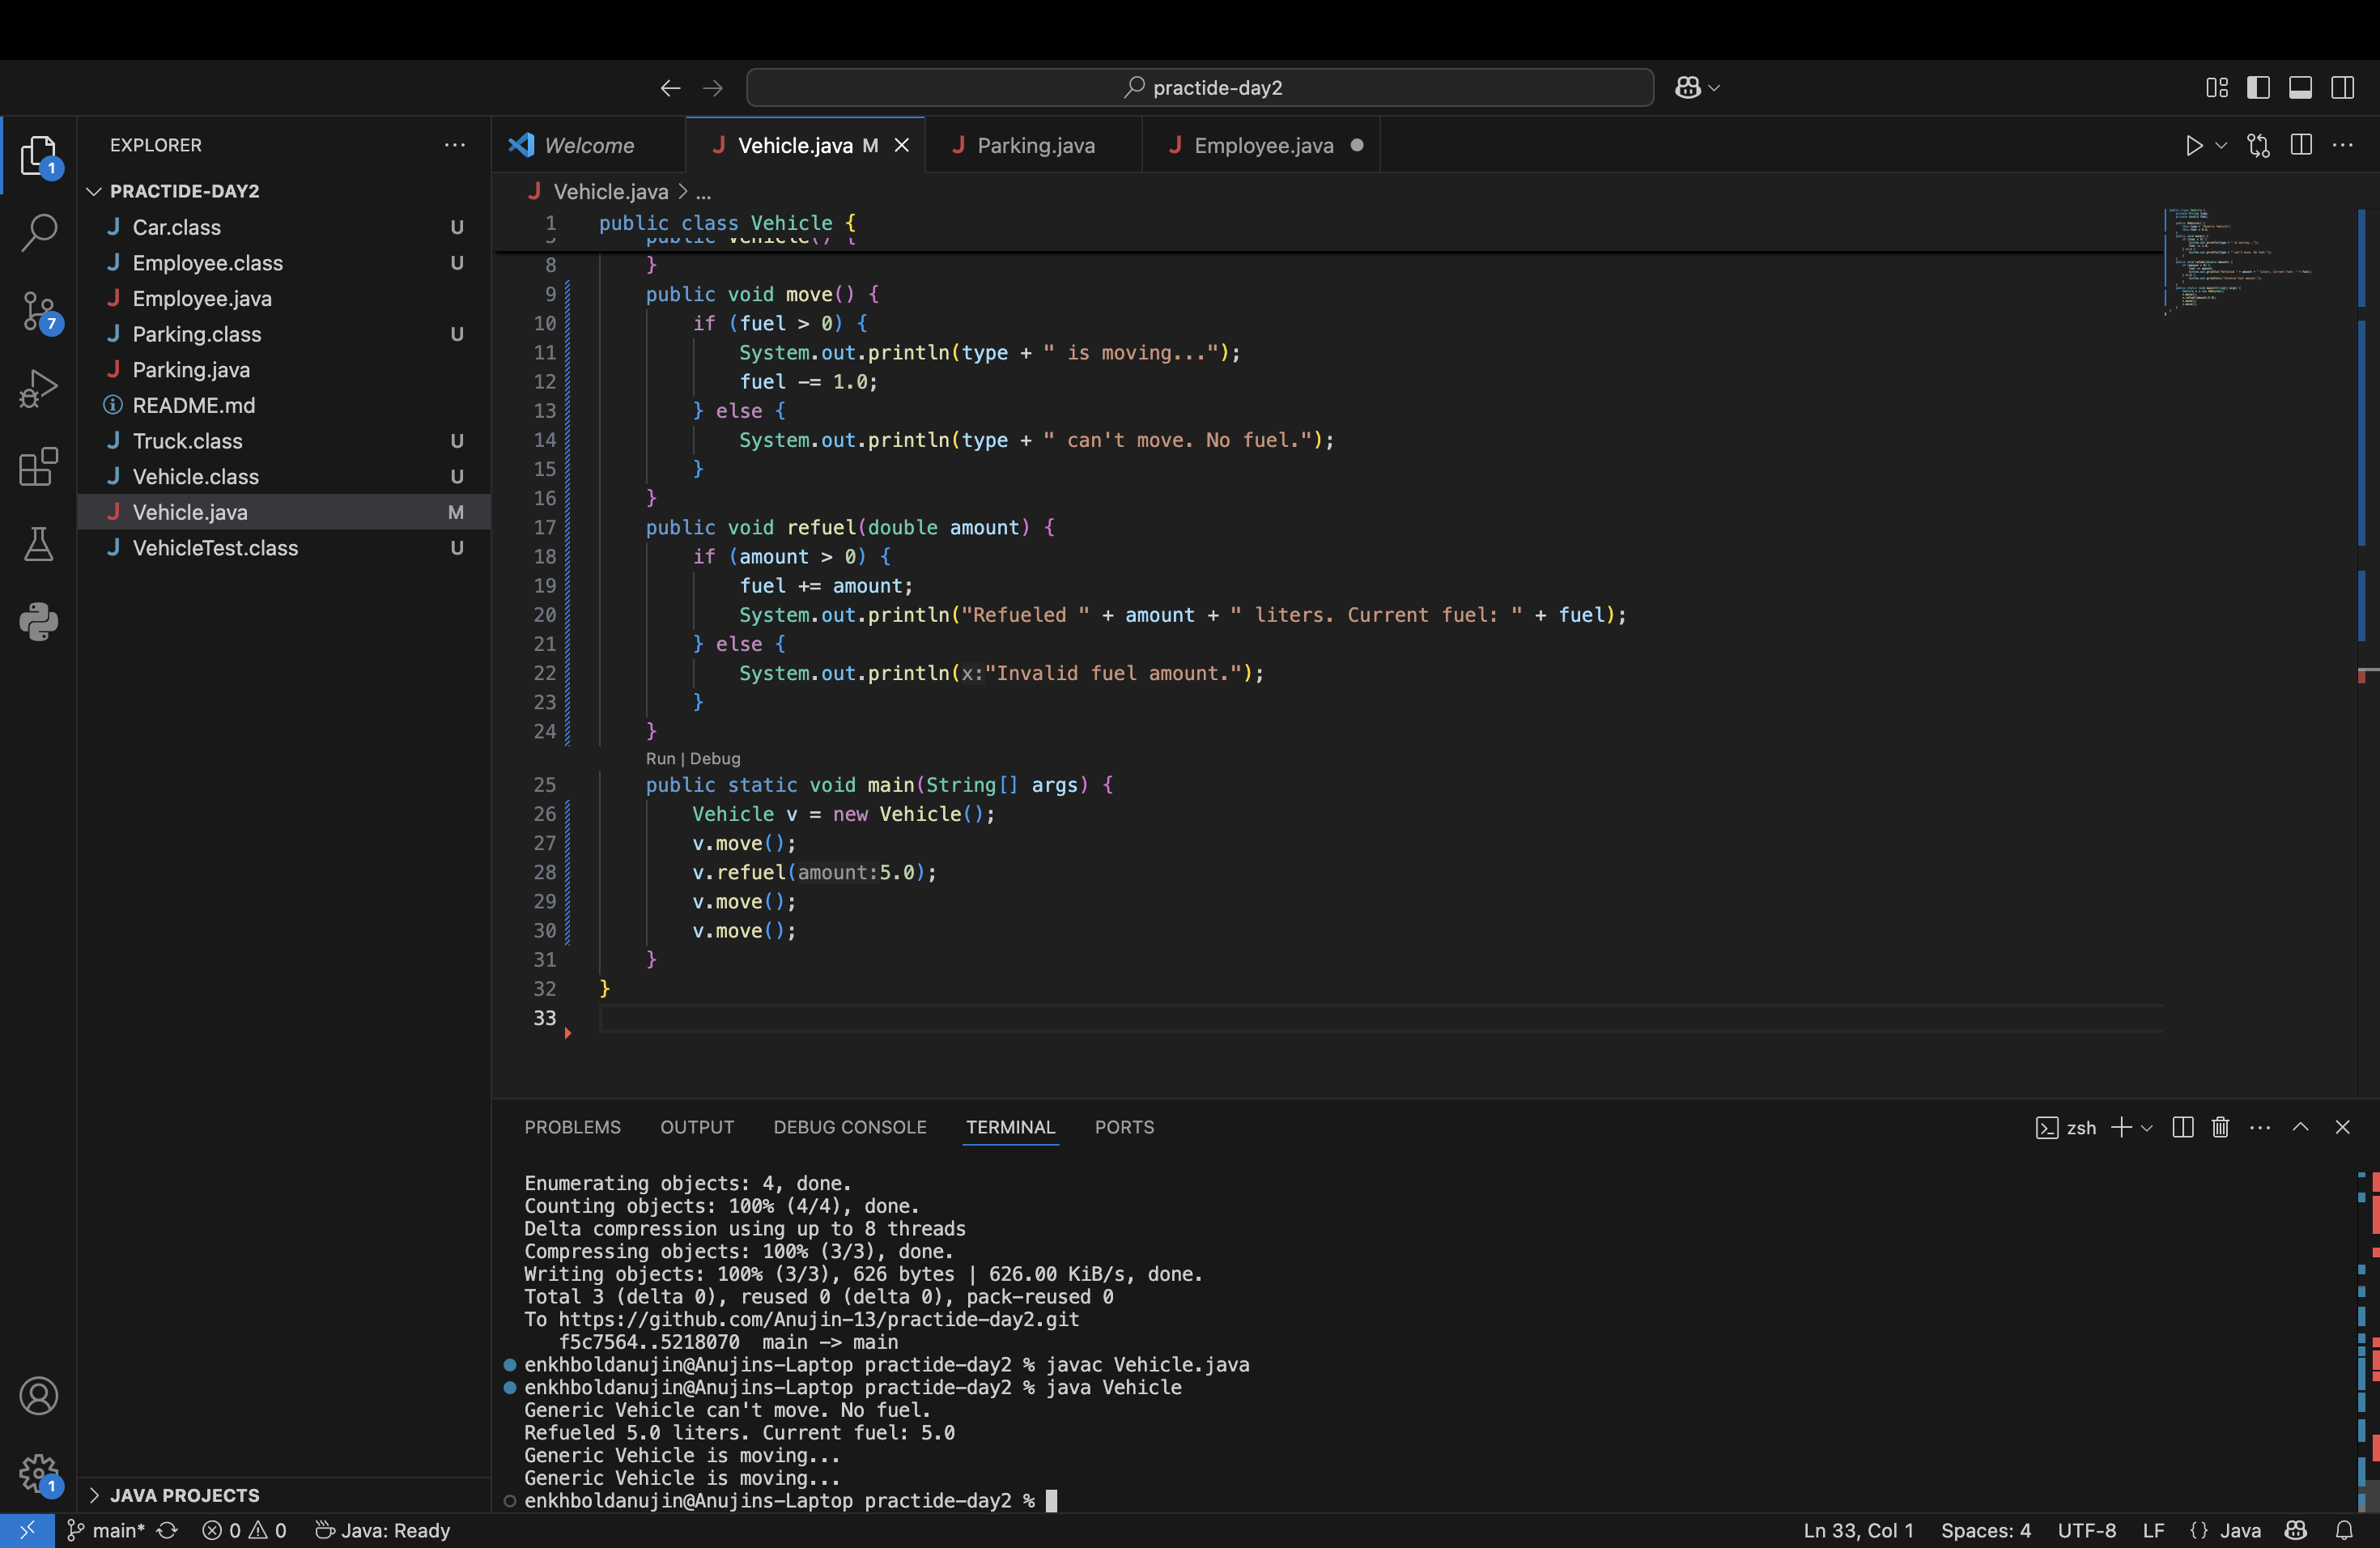 practide-day2
EXPLORER
Welcome
Vehicle.java M
Parking.java
Employee.java
PRACTIDE-DAY2
Vehicle.java > ...
Car.class U
Employee.class U
Employee.java
Parking.class U
Parking.java
README.md
Truck.class U
Vehicle.class U
Vehicle.java M
VehicleTest.class U
1
7
1
JAVA PROJECTS
1 public class Vehicle {
5 public Vehicle() {
8 }
9 public void move() {
10 if (fuel > 0) {
11 System.out.println(type + " is moving...");
12 fuel -= 1.0;
13 } else {
14 System.out.println(type + " can't move. No fuel.");
15 }
16 }
17 public void refuel(double amount) {
18 if (amount > 0) {
19 fuel += amount;
20 System.out.println("Refueled " + amount + " liters. Current fuel: " + fuel);
21 } else {
22 System.out.println(x:"Invalid fuel amount.");
23 }
24 }
Run | Debug
25 public static void main(String[] args) {
26 Vehicle v = new Vehicle();
27 v.move();
28 v.refuel(amount:5.0);
29 v.move();
30 v.move();
31 }
32 }
33
PROBLEMS OUTPUT DEBUG CONSOLE TERMINAL PORTS
zsh
Enumerating objects: 4, done.
Counting objects: 100% (4/4), done.
Delta compression using up to 8 threads
Compressing objects: 100% (3/3), done.
Writing objects: 100% (3/3), 626 bytes | 626.00 KiB/s, done.
Total 3 (delta 0), reused 0 (delta 0), pack-reused 0
To https://github.com/Anujin-13/practide-day2.git
f5c7564..5218070 main -> main
enkhboldanujin@Anujins-Laptop practide-day2 % javac Vehicle.java
enkhboldanujin@Anujins-Laptop practide-day2 % java Vehicle
Generic Vehicle can't move. No fuel.
Refueled 5.0 liters. Current fuel: 5.0
Generic Vehicle is moving...
Generic Vehicle is moving...
enkhboldanujin@Anujins-Laptop practide-day2 %
main* 0 0 Java: Ready
Ln 33, Col 1 Spaces: 4 UTF-8 LF {} Java